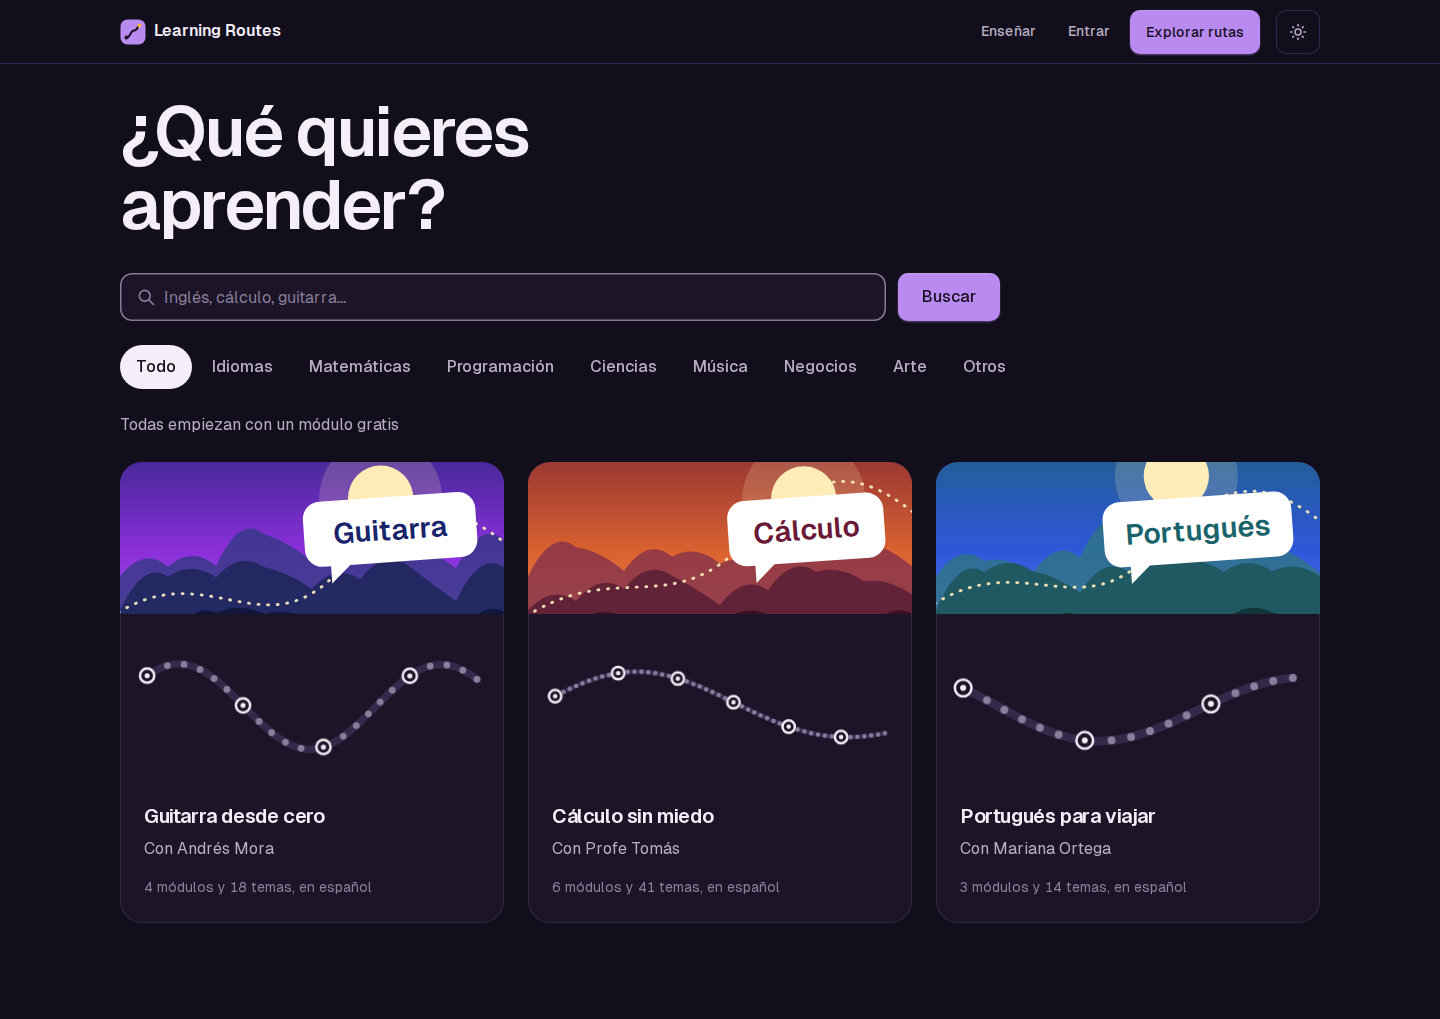 Learning Routes
Enseñar
Entrar
Explorar rutas
¿Qué quieres
aprender?
Inglés, cálculo, guitarra...
Buscar
Todo
Idiomas
Matemáticas
Programación
Ciencias
Música
Negocios
Arte
Otros
Todas empiezan con un módulo gratis
Guitarra
Cálculo
Portugués
Guitarra desde cero
Con Andrés Mora
4 módulos y 18 temas, en español
Cálculo sin miedo
Con Profe Tomás
6 módulos y 41 temas, en español
Portugués para viajar
Con Mariana Ortega
3 módulos y 14 temas, en español